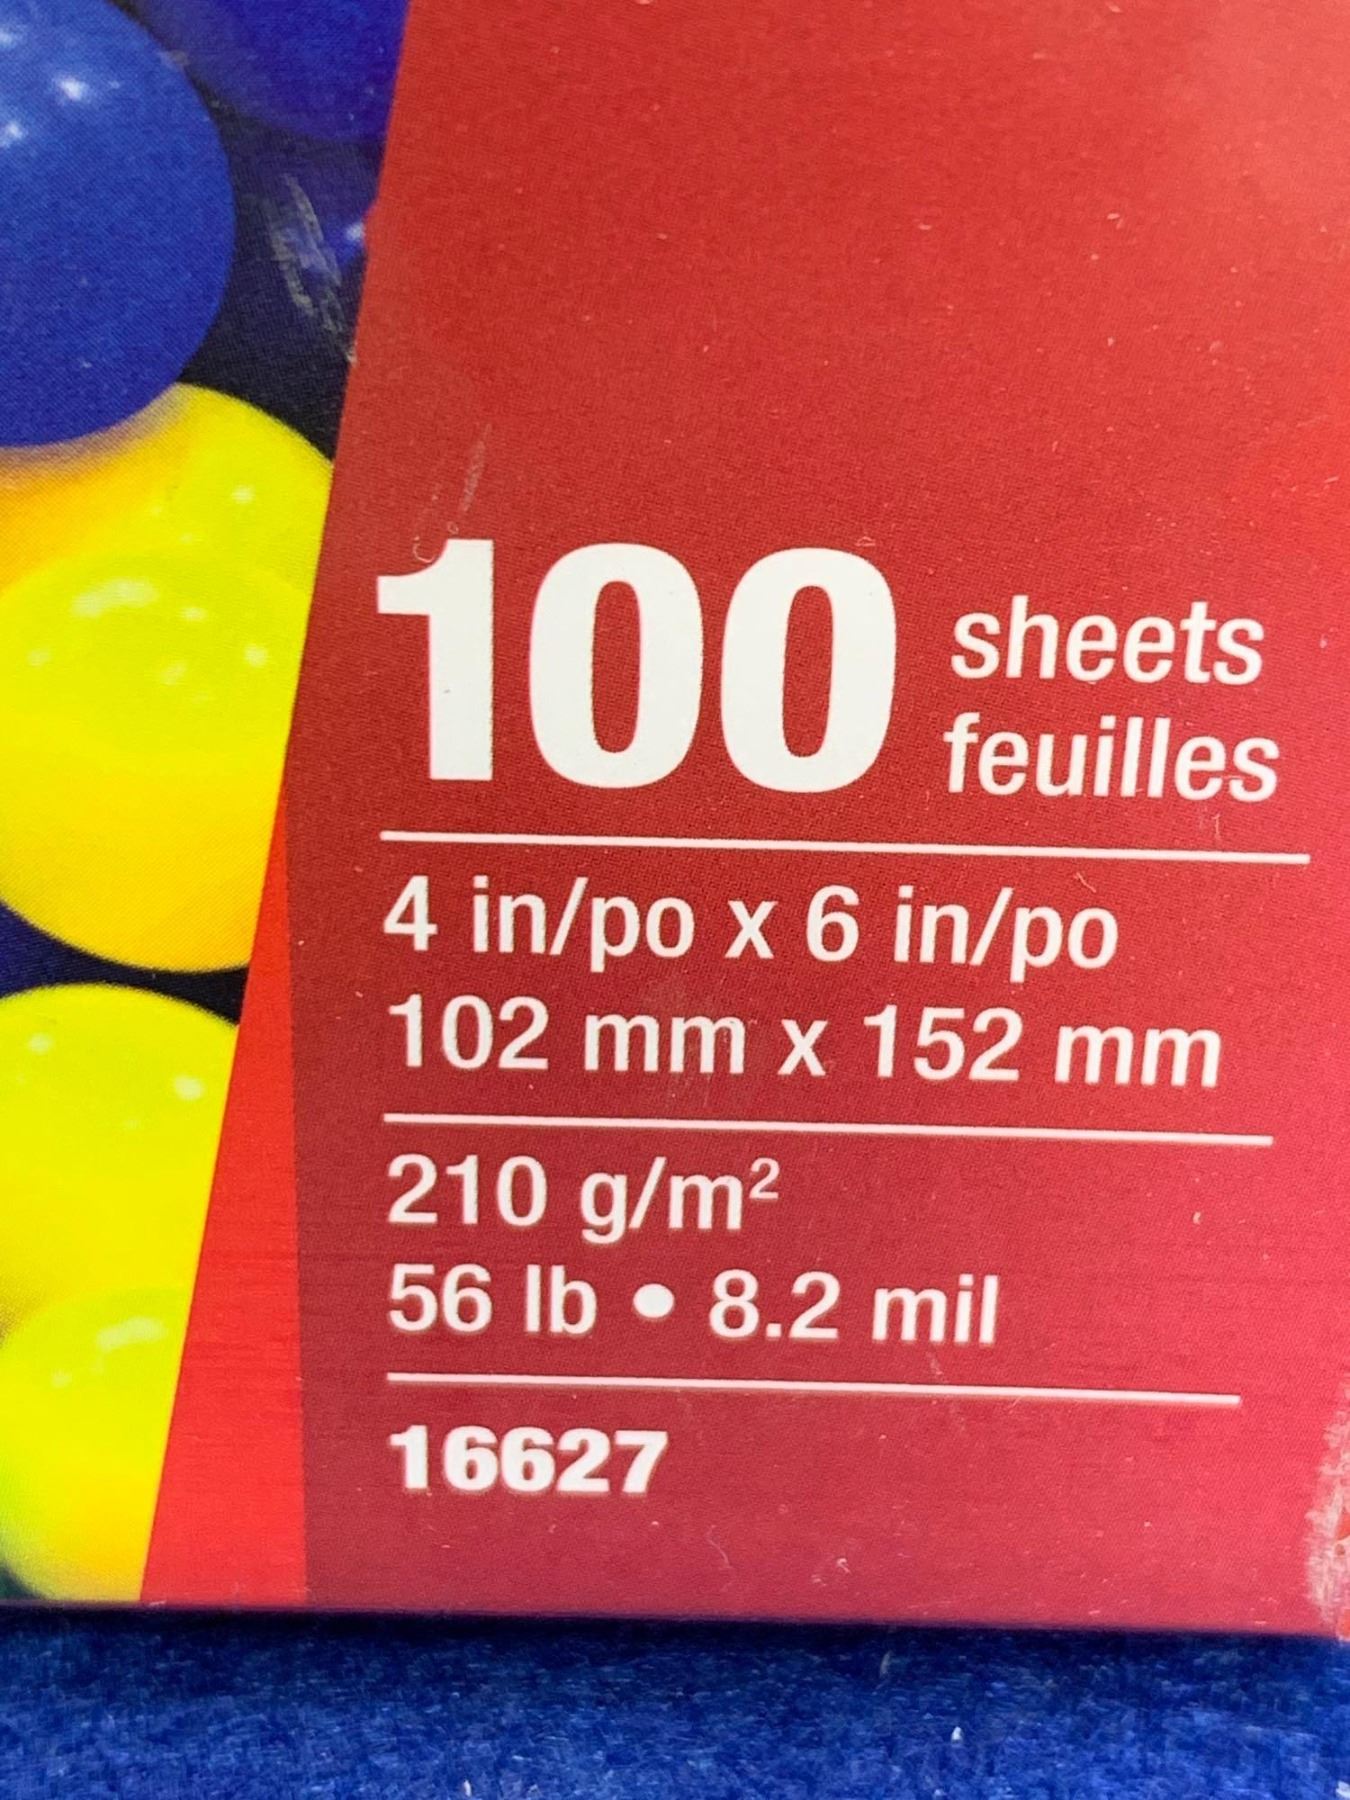 100 sheets
feuilles
4 in/po x 6 in/po
102 mm x 152 mm
210 g/m²
56 lb • 8.2 mil
16627